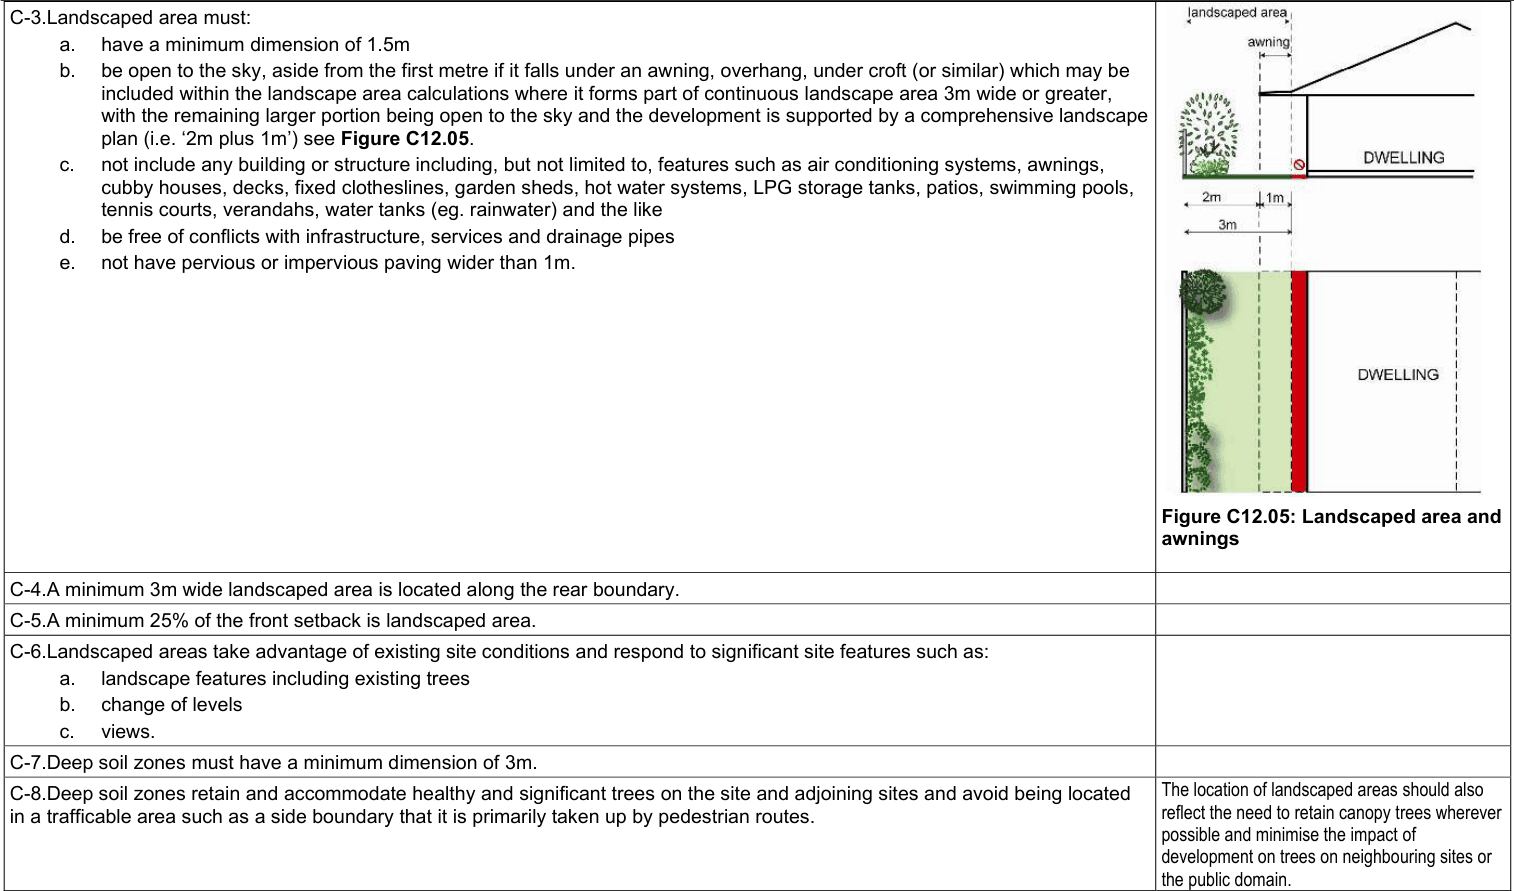 C-3.Landscaped area must:
a. have a minimum dimension of 1.5m
b. be open to the sky, aside from the first metre if it falls under an awning, overhang, under croft (or similar) which may be
included within the landscape area calculations where it forms part of continuous landscape area 3m wide or greater,
with the remaining larger portion being open to the sky and the development is supported by a comprehensive landscape
plan (i.e. ‘2m plus 1m’) see Figure C12.05.
c. not include any building or structure including, but not limited to, features such as air conditioning systems, awnings,
cubby houses, decks, fixed clotheslines, garden sheds, hot water systems, LPG storage tanks, patios, swimming pools,
tennis courts, verandahs, water tanks (eg. rainwater) and the like
d. be free of conflicts with infrastructure, services and drainage pipes
e. not have pervious or impervious paving wider than 1m.
landscaped area
awning
DWELLING
2m
1m
3m
DWELLING
Figure C12.05: Landscaped area and
awnings
C-4.A minimum 3m wide landscaped area is located along the rear boundary.
C-5.A minimum 25% of the front setback is landscaped area.
C-6.Landscaped areas take advantage of existing site conditions and respond to significant site features such as:
a. landscape features including existing trees
b. change of levels
c. views.
C-7.Deep soil zones must have a minimum dimension of 3m.
C-8.Deep soil zones retain and accommodate healthy and significant trees on the site and adjoining sites and avoid being located
in a trafficable area such as a side boundary that it is primarily taken up by pedestrian routes.
The location of landscaped areas should also
reflect the need to retain canopy trees wherever
possible and minimise the impact of
development on trees on neighbouring sites or
the public domain.